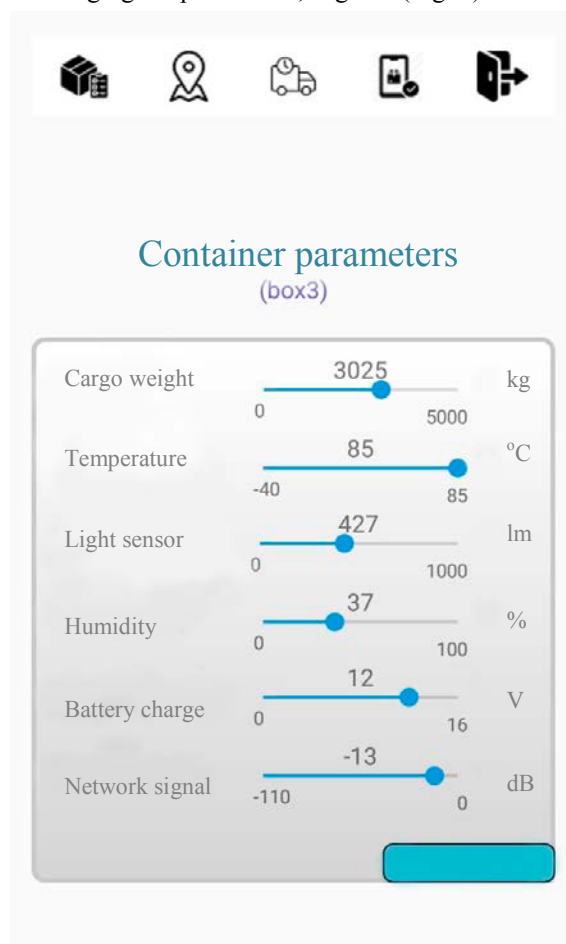 Container parameters
(box3)
Cargo weight 3025 kg
0 5000
Temperature 85 °C
-40 85
Light sensor 427 lm
0 1000
Humidity 37 %
0 100
Battery charge 12 V
0 16
Network signal -13 dB
-110 0